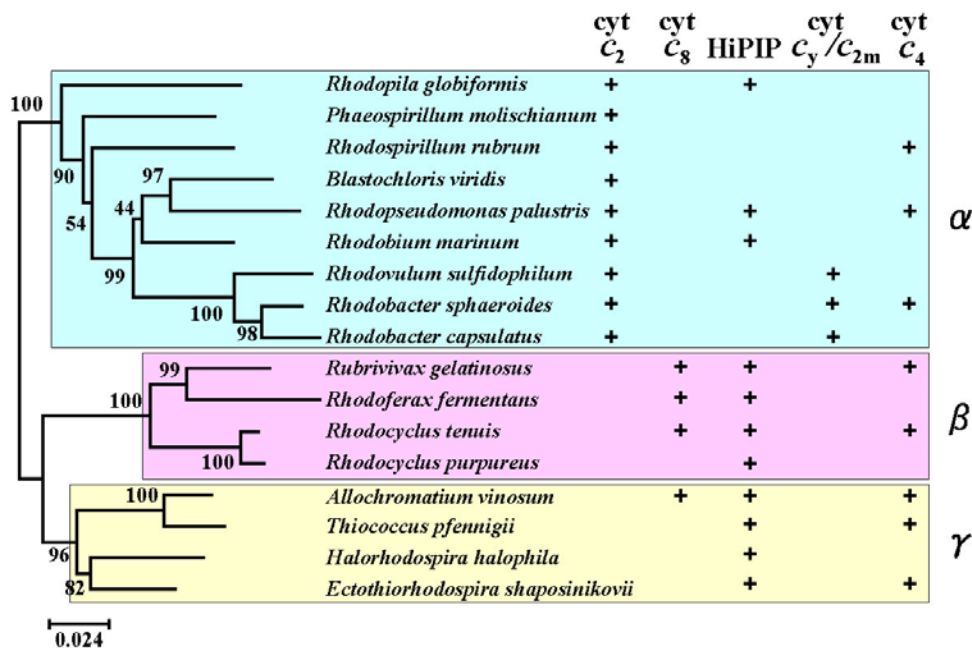 cyt cyt cyt cyt
c2 c8 HiPIP cy/c2m c4
100 Rhodopila globiformis + +
Phaespirillum molischianum +
Rhodospirillum rubrum + +
90 97 Blastochloris viridis +
44 Rhodopseudomonas palustris + + +
54 Rhodobium marinum + +
α
99 Rhodovulum sulfidophilum + +
100 Rhodobacter sphaeroides + + +
98 Rhodobacter capsulatus + +
99 Rubrivivax gelatinosus + + +
100 Rhodoferax fermentans + +
β
Rhodocyclus tenuis + + +
100 Rhodocyclus purpureus +
100 Allochromatium vinosum + + +
Thiococcus pfennigii + +
γ
96 Halorhodospira halophila +
82 Ectothiorhodospira shaposinikovii + +
0.024